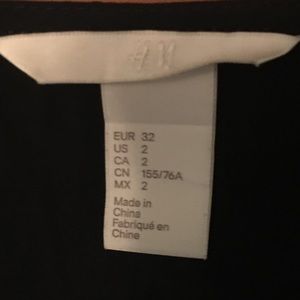 H&M
EUR 32
US 2
CA 2
CN 155/76A
MX 2
Made in
China
Fabriqué en
Chine